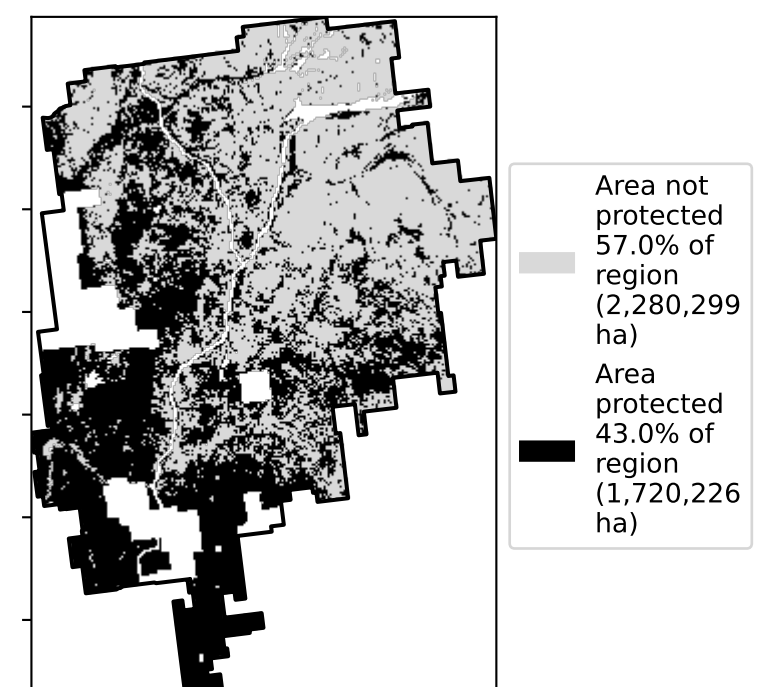 Area not
protected
57.0% of
region
(2,280,299
ha)
Area
protected
43.0% of
region
(1,720,226
ha)